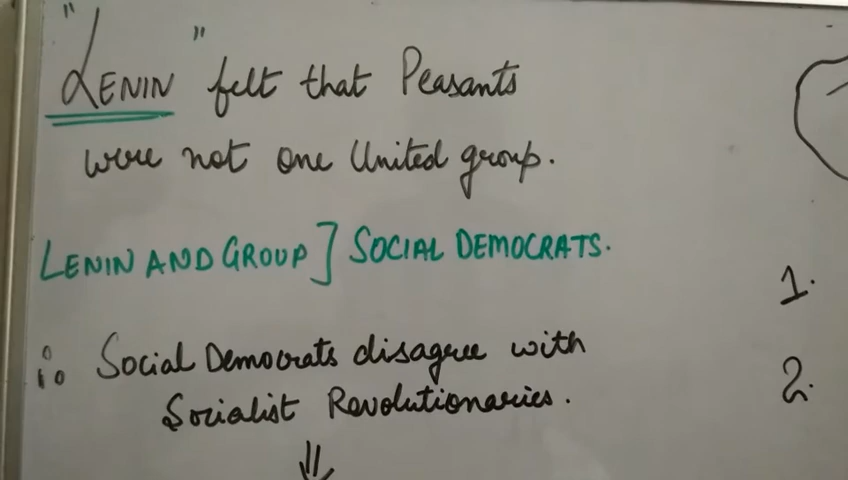 "LENIN" felt that Peasants
were not one United group.
LENIN AND GROUP] SOCIAL DEMOCRATS.
Social Democrats disagree with
Socialist Revolutionaries.
⇓
1.
2.